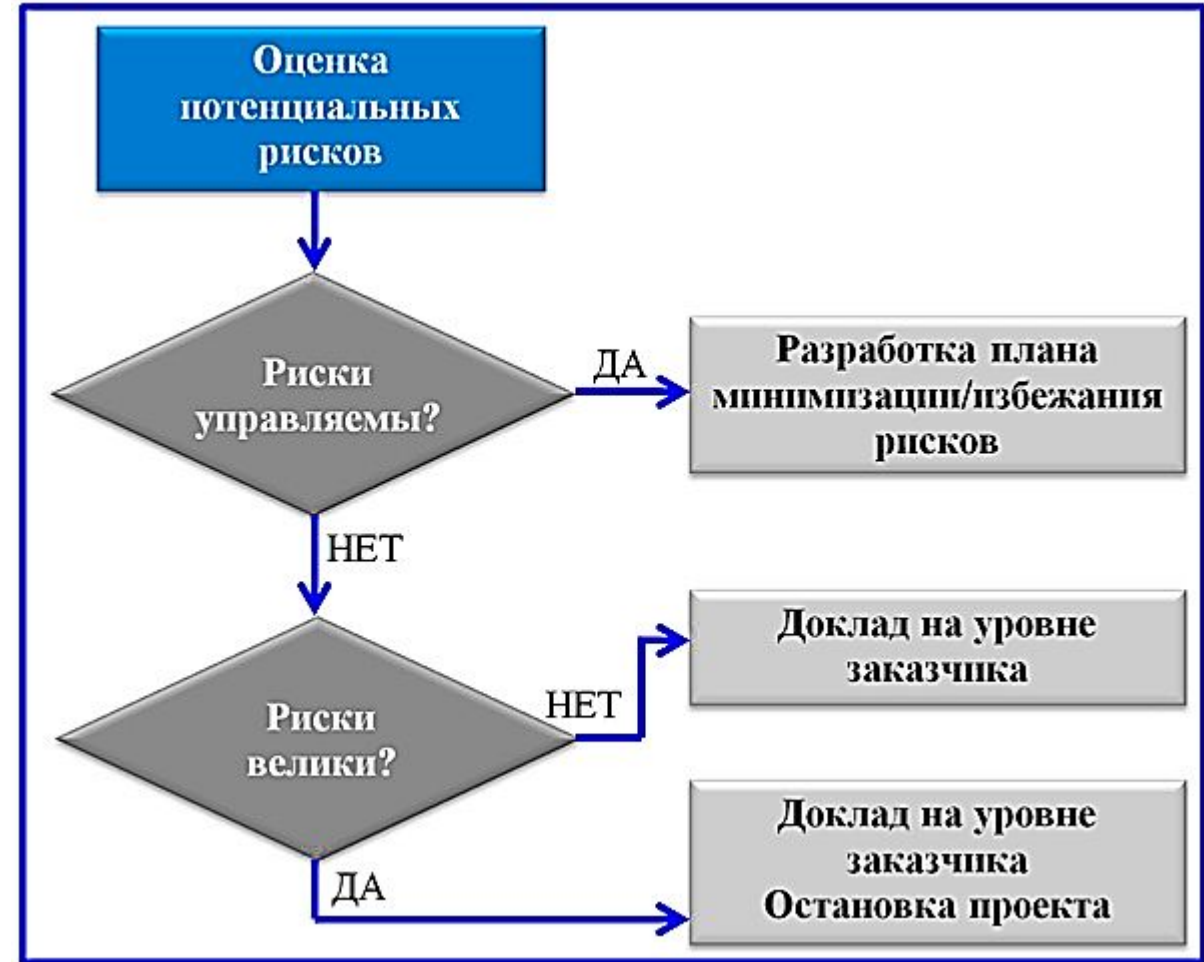 Оценка
потенциальных
рисков
Риски
управляемы?
ДА
Разработка плана
минимизации/избежания
рисков
НЕТ
Риски
велики?
НЕТ
Доклад на уровне
заказчика
ДА
Доклад на уровне
заказчика
Остановка проекта